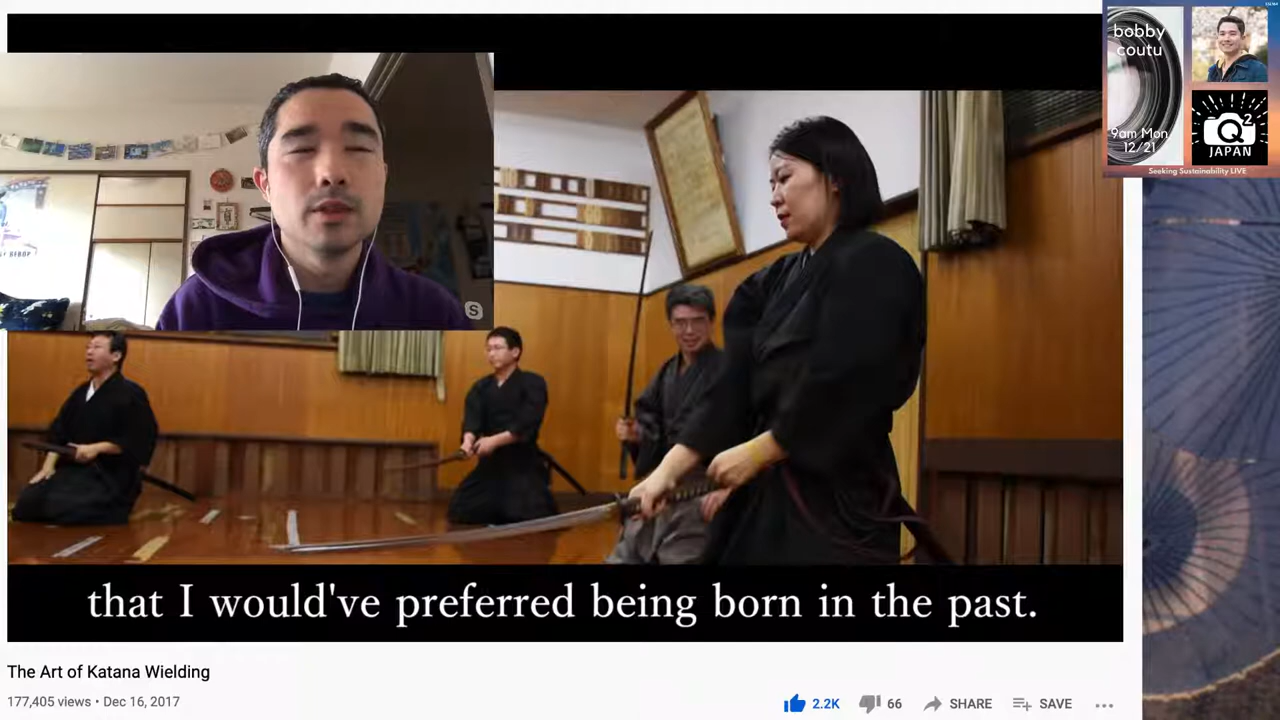 bobby
coutu
9am Mon
12/21
Q2
JAPAN
Seeking Sustainability LIVE
S
that I would've preferred being born in the past.
The Art of Katana Wielding
177,405 views • Dec 16, 2017
2.2K
66
SHARE
SAVE